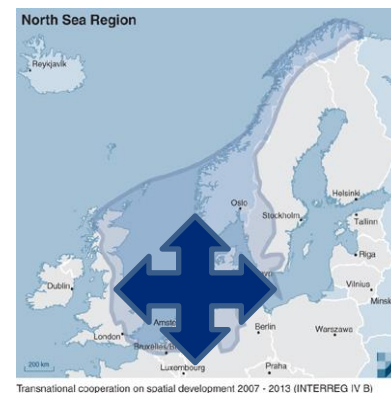 North Sea Region
Reykjavik
Helsinki
Oslo
Stockholm
Tallinn
Riga
Dublin
Vilnius
Minsk
Amste
London
Berlin
Warszawa
Luxembourg
Praha
200 km
Transnational cooperation on spatial development 2007 - 2013 (INTERREG IV B)